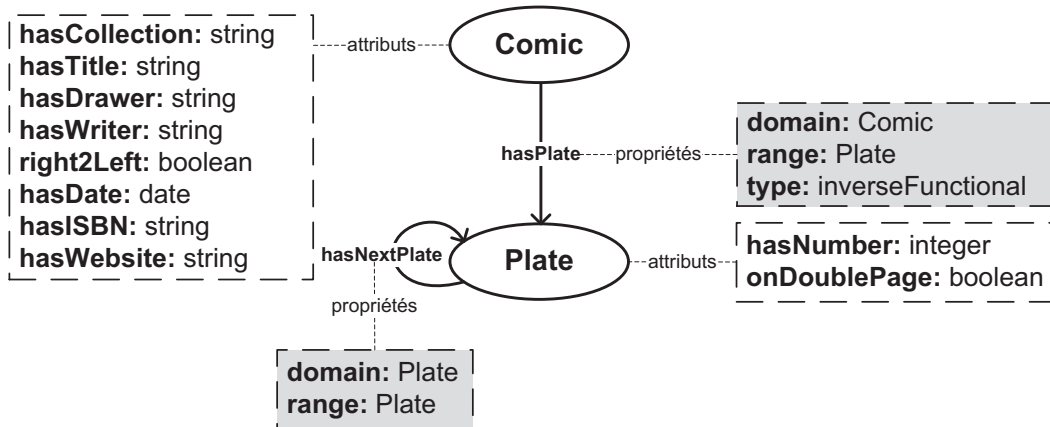 hasCollection: string
hasTitle: string
hasDrawer: string
hasWriter: string
right2Left: boolean
hasDate: date
hasISBN: string
hasWebsite: string
attributs
Comic
hasPlate
propriétés
domain: Comic
range: Plate
type: inverseFunctional
hasNextPlate
Plate
attributs
hasNumber: integer
onDoublePage: boolean
propriétés
domain: Plate
range: Plate